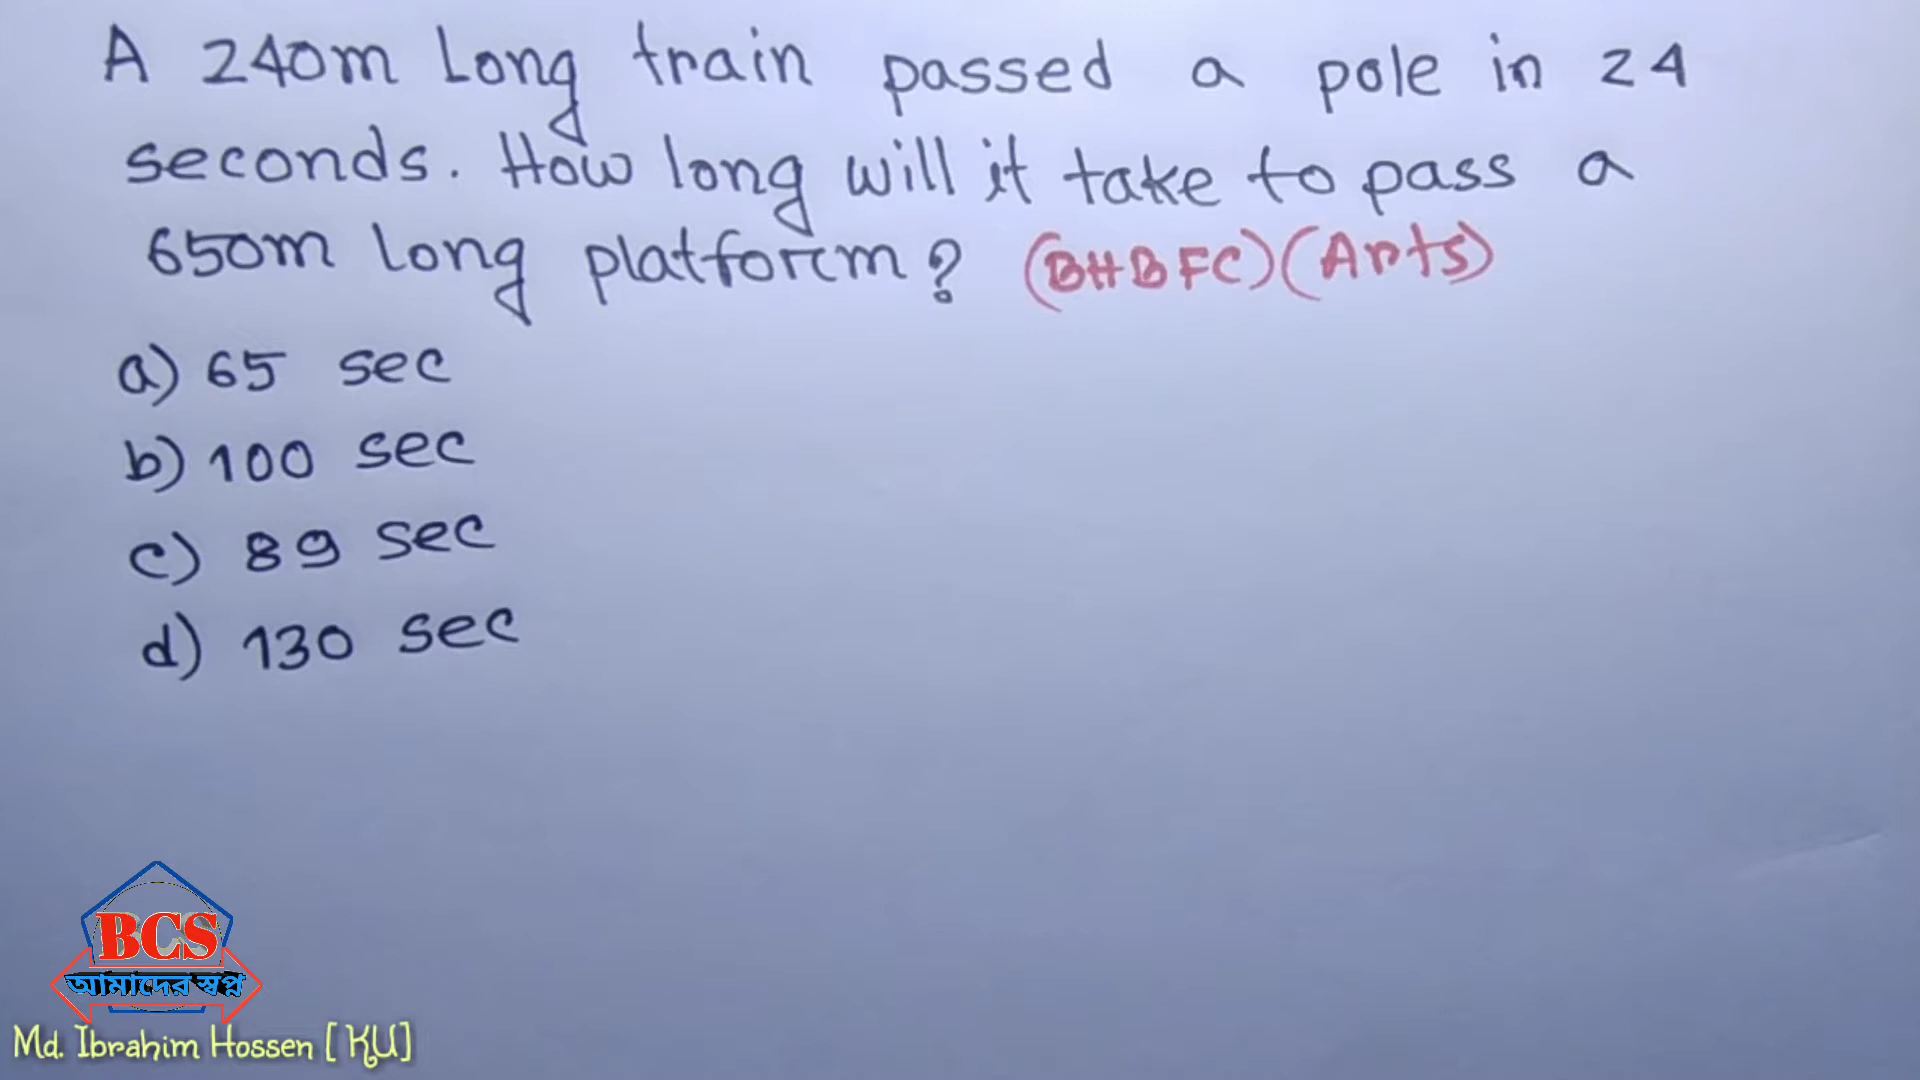 A 240m long train passed a pole in 24
seconds. How long will it take to pass a
650m long platform? (BHBFC) (Arts)
a) 65 sec
b) 100 sec
c) 89 sec
d) 130 sec
BCS
আমাদের স্বপ্ন
Md. Ibrahim Hossen [KU]